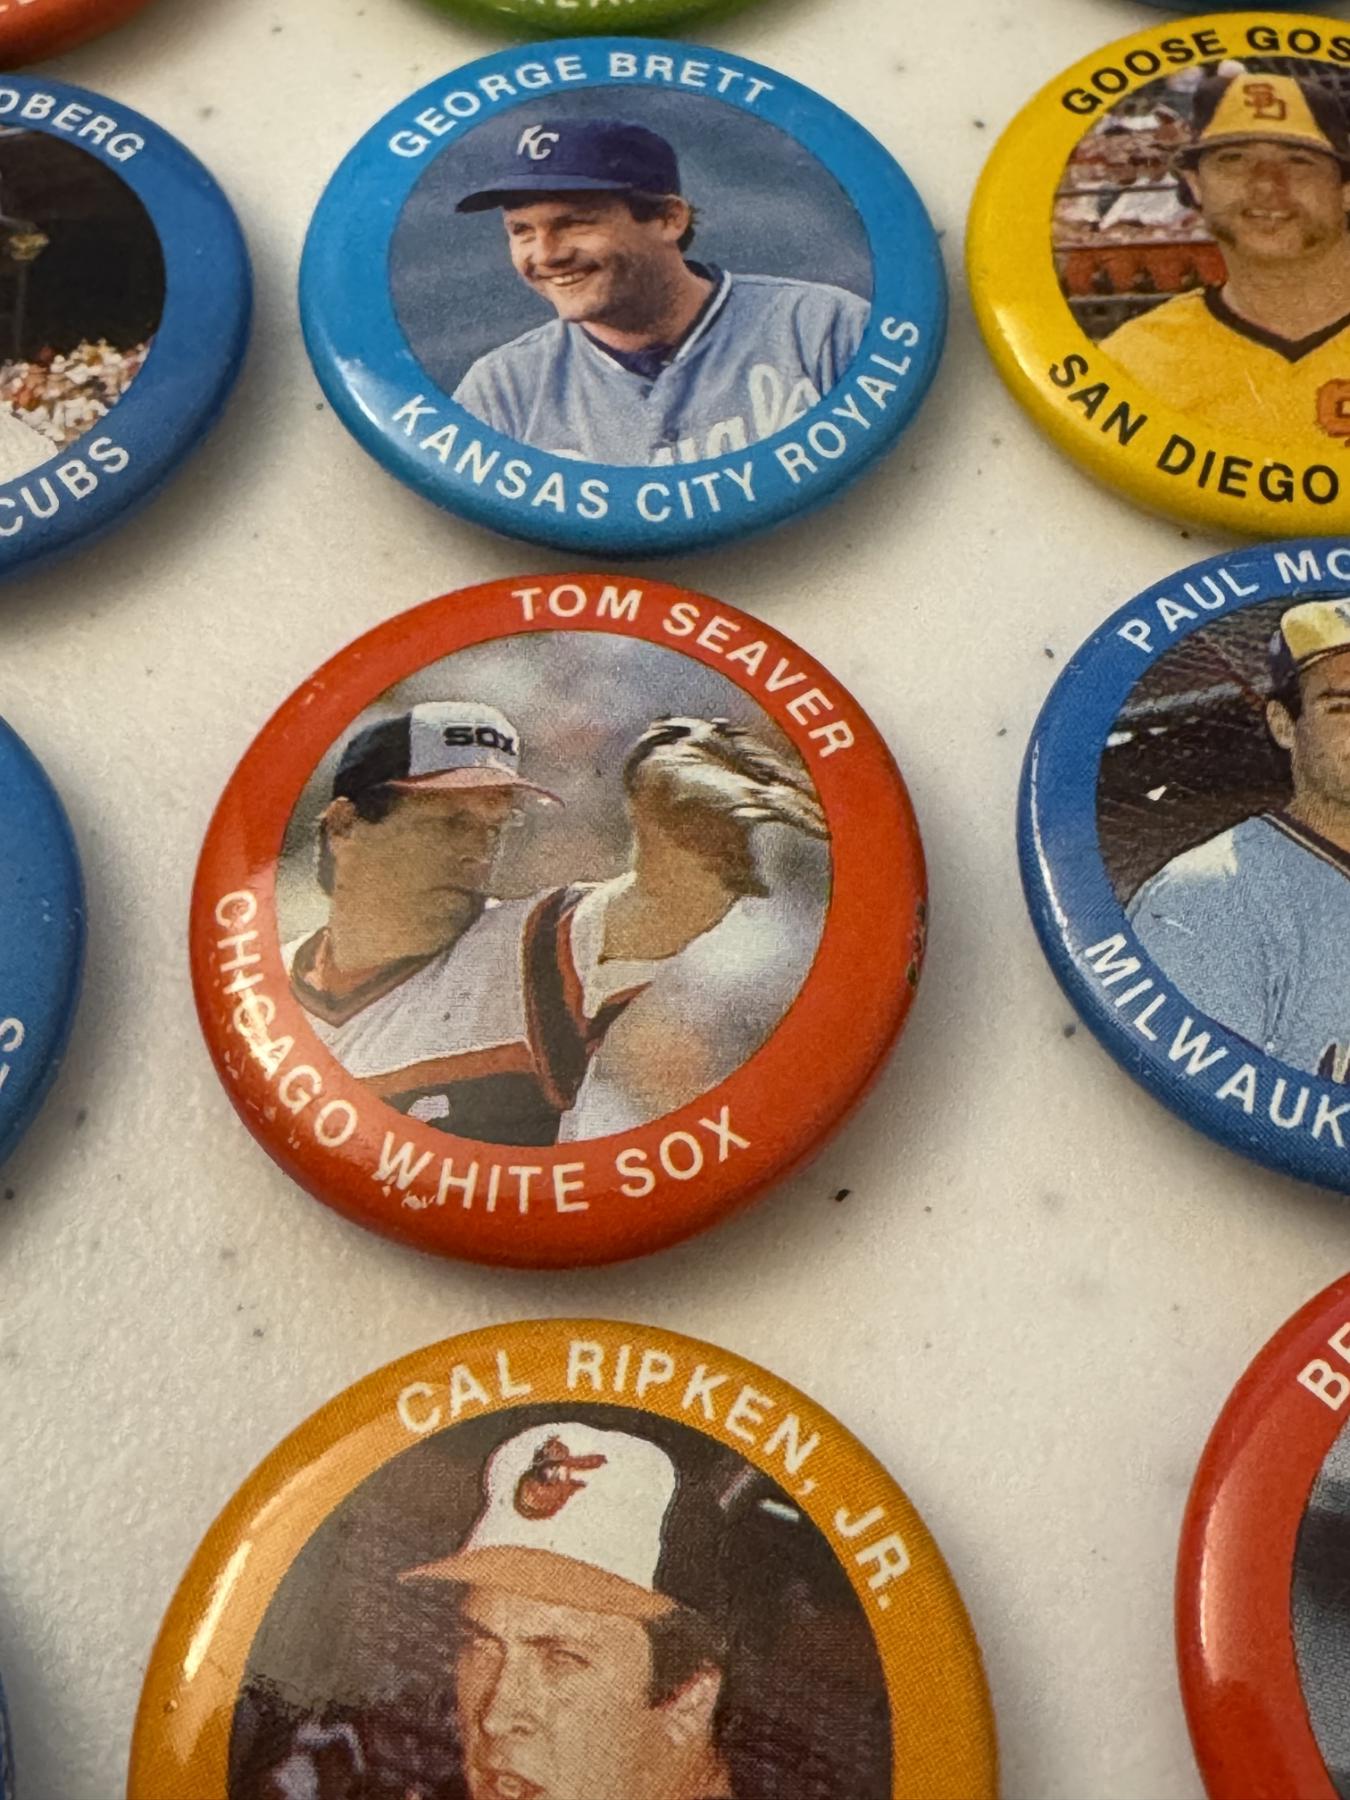 GEORGE BRETT
KC
Royals
KANSAS CITY ROYALS
GOOSE GOS
SD
SAN DIEGO
DBERG
CUBS
TOM SEAVER
SOX
CHICAGO WHITE SOX
PAUL MO
MILWAUK
CAL RIPKEN, JR.